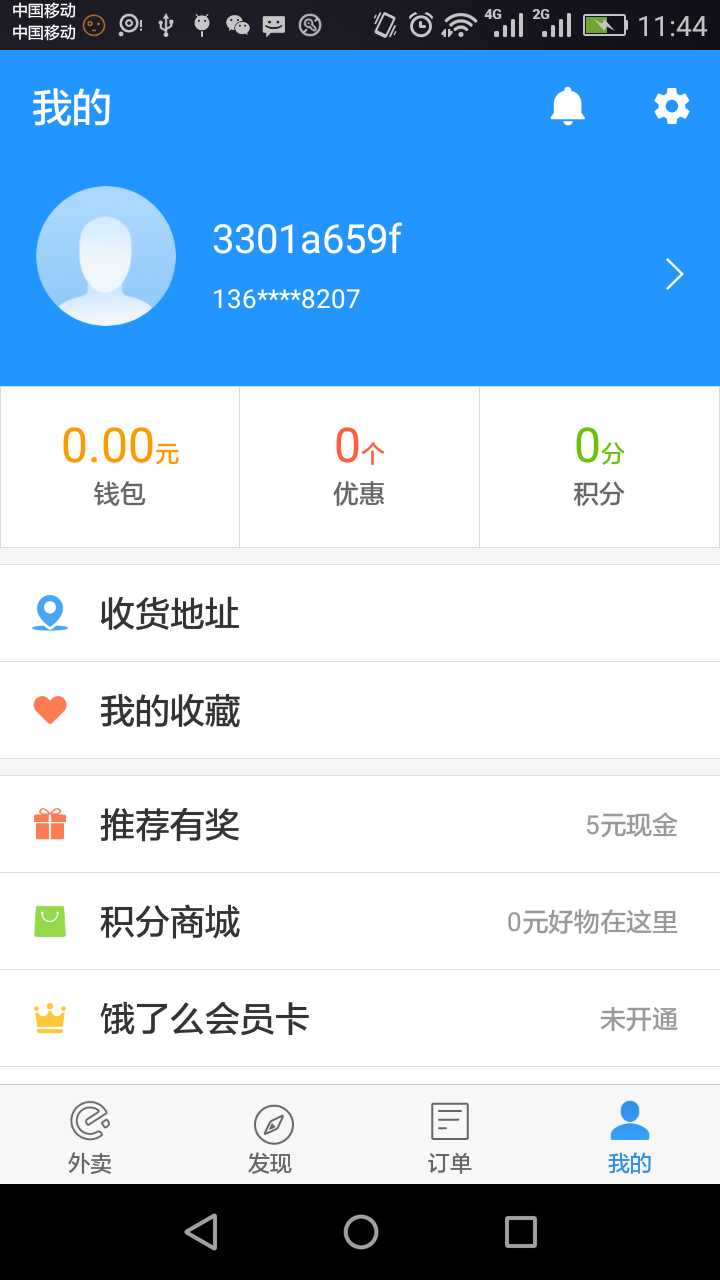 中国移动
中国移动
4G
2G
11:44
我的
3301a659f
136****8207
0.00元
0个
0分
钱包
优惠
积分
收货地址
我的收藏
推荐有奖
5元现金
积分商城
0元好物在这里
饿了么会员卡
未开通
外卖
发现
订单
我的